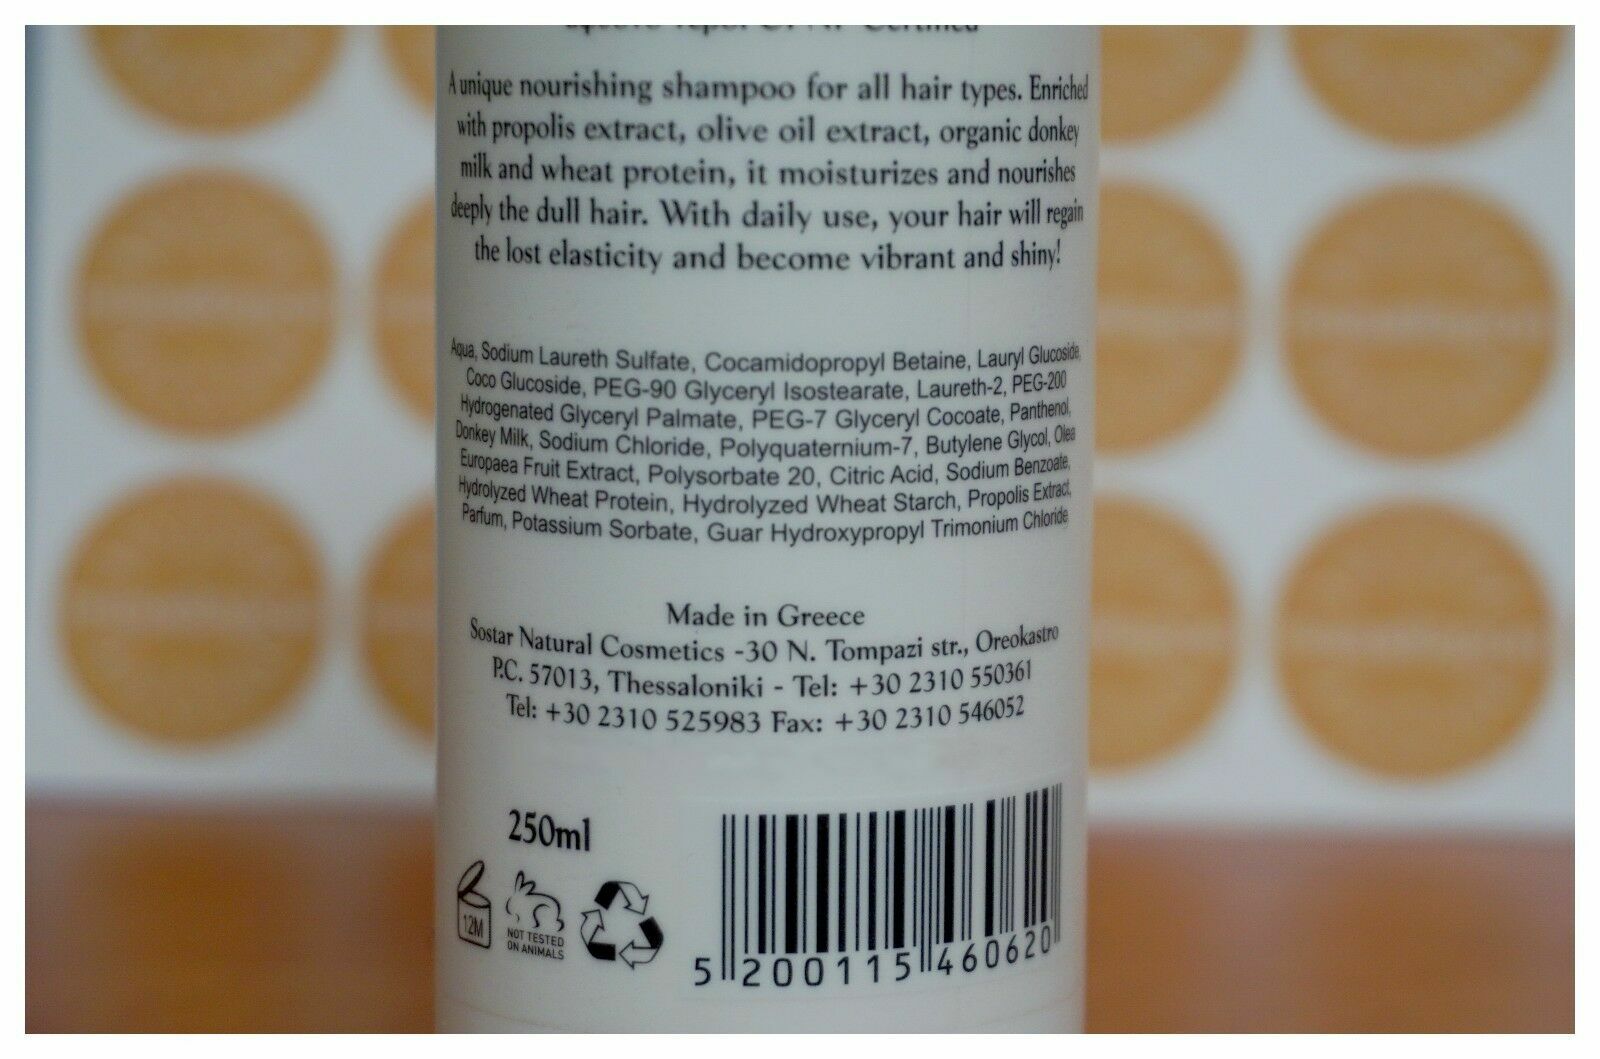 Certified
A unique nourishing shampoo for all hair types. Enriched
with propolis extract, olive oil extract, organic donkey
milk and wheat protein, it moisturizes and nourishes
deeply the dull hair. With daily use, your hair will regain
the lost elasticity and become vibrant and shiny!
Aqua, Sodium Laureth Sulfate, Cocamidopropyl Betaine, Lauryl Glucoside,
Coco Glucoside, PEG-90 Glyceryl Isostearate, Laureth-2, PEG-200
Hydrogenated Glyceryl Palmate, PEG-7 Glyceryl Cocoate, Panthenol,
Donkey Milk, Sodium Chloride, Polyquaternium-7, Butylene Glycol, Olea
Europaea Fruit Extract, Polysorbate 20, Citric Acid, Sodium Benzoate,
Hydrolyzed Wheat Protein, Hydrolyzed Wheat Starch, Propolis Extract,
Parfum, Potassium Sorbate, Guar Hydroxypropyl Trimonium Chloride
Made in Greece
Sostar Natural Cosmetics -30 N. Tompazi str., Oreokastro
P.C. 57013, Thessaloniki - Tel: +30 2310 550361
Tel: +30 2310 525983 Fax: +30 2310 546052
250ml
12M
NOT TESTED
ON ANIMALS
5 200115 460620